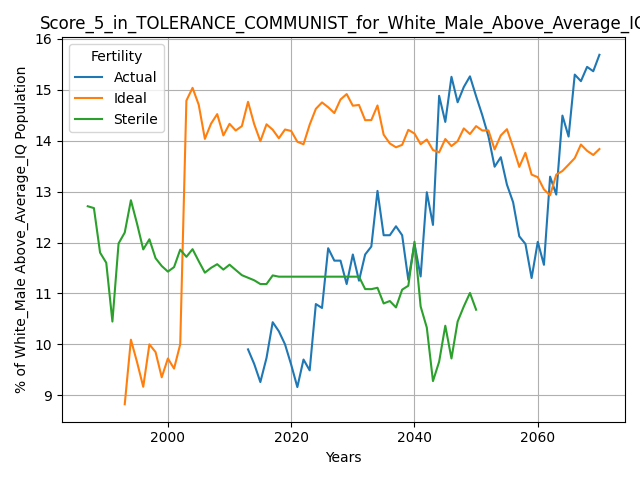 Score_5_in_TOLERANCE_COMMUNIST_for_White_Male_Above_Average_IQ
% of White_Male Above_Average_IQ Population
16
15
14
13
12
11
10
9
Fertility
Actual
Ideal
Sterile
2000
2020
2040
2060
Years